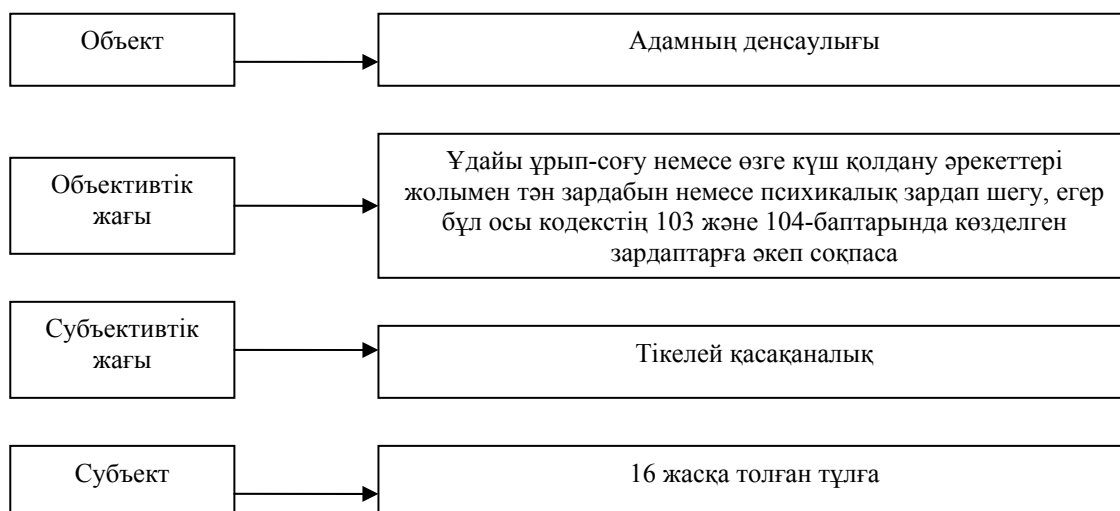 Объект
Адамның денсаулығы
Объективтік
жағы
Ұдайы ұрып-соғу немесе өзге күш қолдану әрекеттері
жолымен тән зардабын немесе психикалық зардап шегу, егер
бұл осы кодекстің 103 және 104-баптарында көзделген
зардаптарға әкеп соқпаса
Субъективтік
жағы
Тікелей қасақаналық
Субъект
16 жасқа толған тұлға